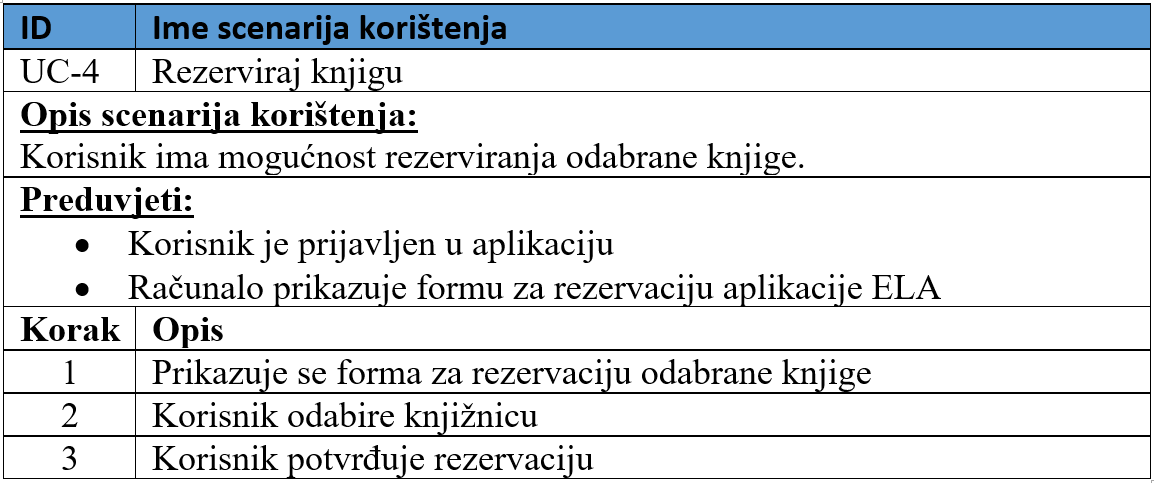 ID Ime scenarija korištenja
UC-4 Rezerviraj knjigu
Opis scenarija korištenja:
Korisnik ima mogućnost rezerviranja odabrane knjige.
Preduvjeti:
• Korisnik je prijavljen u aplikaciju
• Računalo prikazuje formu za rezervaciju aplikacije ELA
Korak Opis
1 Prikazuje se forma za rezervaciju odabrane knjige
2 Korisnik odabire knjižnicu
3 Korisnik potvrđuje rezervaciju